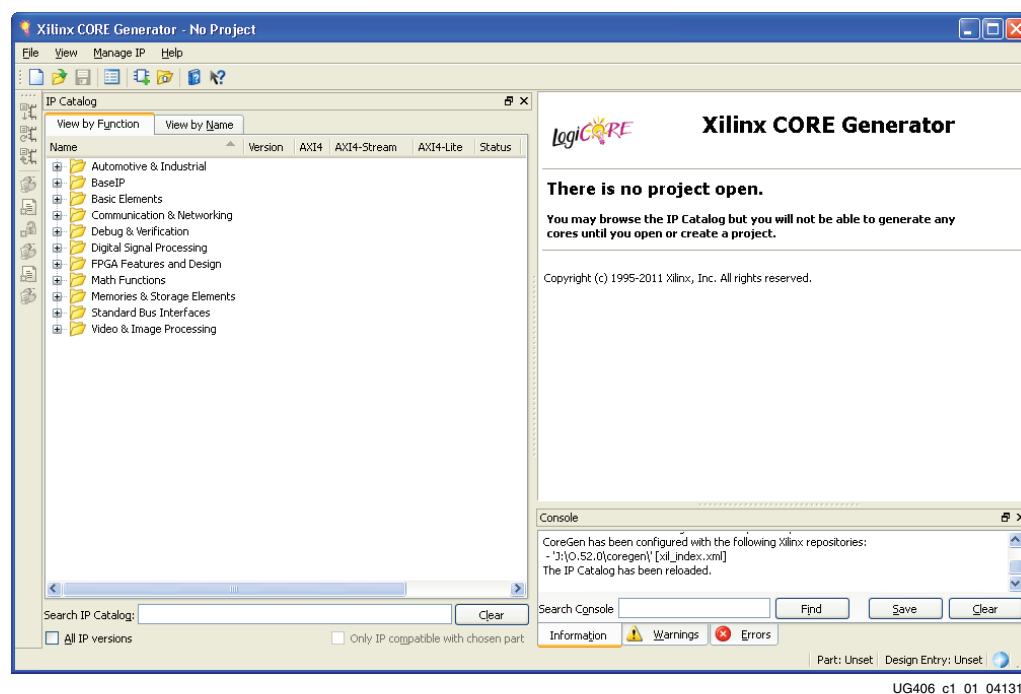 Xilinx CORE Generator - No Project
File View Manage IP Help
IP Catalog
View by Function View by Name
Name Version AXI4 AXI4-Stream AXI4-Lite Status
Automotive & Industrial
BaseIP
Basic Elements
Communication & Networking
Debug & Verification
Digital Signal Processing
FPGA Features and Design
Math Functions
Memories & Storage Elements
Standard Bus Interfaces
Video & Image Processing
Search IP Catalog: Clear
All IP versions Only IP compatible with chosen part
logiCORE Xilinx CORE Generator
There is no project open.
You may browse the IP Catalog but you will not be able to generate any
cores until you open or create a project.
Copyright (c) 1995-2011 Xilinx, Inc. All rights reserved.
Console
CoreGen has been configured with the following Xilinx repositories:
- 'J:\O.52.0\coregen\' [xil_index.xml]
The IP Catalog has been reloaded.
Search Console Find Save Clear
Information Warnings Errors
Part: Unset Design Entry: Unset
UG406_c1_01_04131